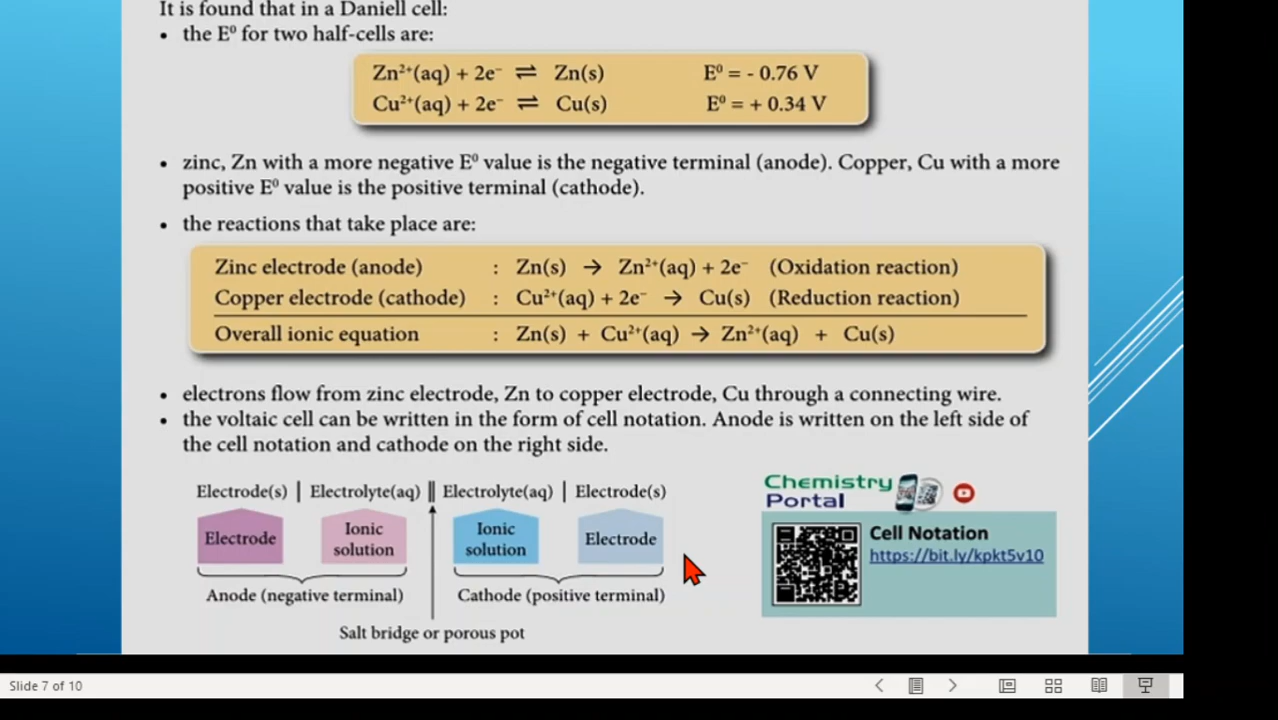 It is found that in a Daniell cell:
• the E⁰ for two half-cells are:
Zn²⁺(aq) + 2e⁻ ⇌ Zn(s) E⁰ = - 0.76 V
Cu²⁺(aq) + 2e⁻ ⇌ Cu(s) E⁰ = + 0.34 V
• zinc, Zn with a more negative E⁰ value is the negative terminal (anode). Copper, Cu with a more
positive E⁰ value is the positive terminal (cathode).
• the reactions that take place are:
Zinc electrode (anode) : Zn(s) → Zn²⁺(aq) + 2e⁻ (Oxidation reaction)
Copper electrode (cathode) : Cu²⁺(aq) + 2e⁻ → Cu(s) (Reduction reaction)
Overall ionic equation : Zn(s) + Cu²⁺(aq) → Zn²⁺(aq) + Cu(s)
• electrons flow from zinc electrode, Zn to copper electrode, Cu through a connecting wire.
• the voltaic cell can be written in the form of cell notation. Anode is written on the left side of
the cell notation and cathode on the right side.
Electrode(s) | Electrolyte(aq) || Electrolyte(aq) | Electrode(s)
Electrode
Ionic
solution
Ionic
solution
Electrode
Anode (negative terminal)
Cathode (positive terminal)
Salt bridge or porous pot
Chemistry
Portal
Cell Notation
https://bit.ly/kpkt5v10
Slide 7 of 10